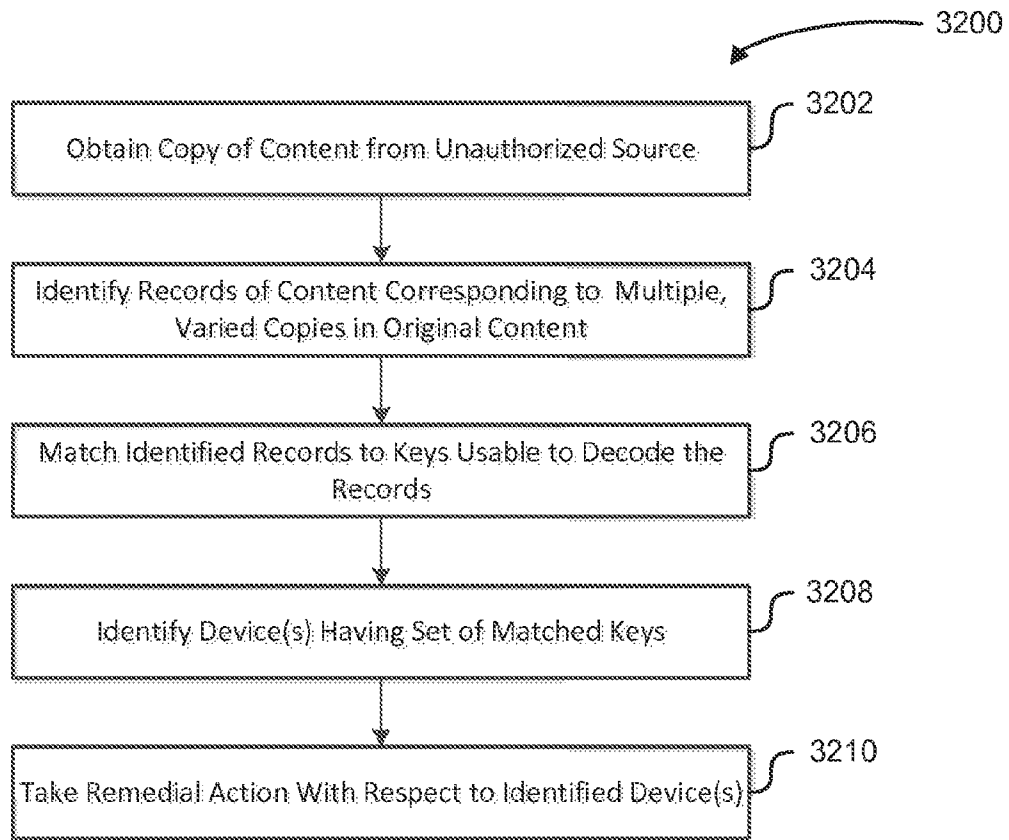 3200
3202
Obtain Copy of Content from Unauthorized Source
3204
Identify Records of Content Corresponding to Multiple,
Varied Copies in Original Content
3206
Match Identified Records to Keys Usable to Decode the
Records
3208
Identify Device(s) Having Set of Matched Keys
3210
Take Remedial Action With Respect to Identified Device(s)